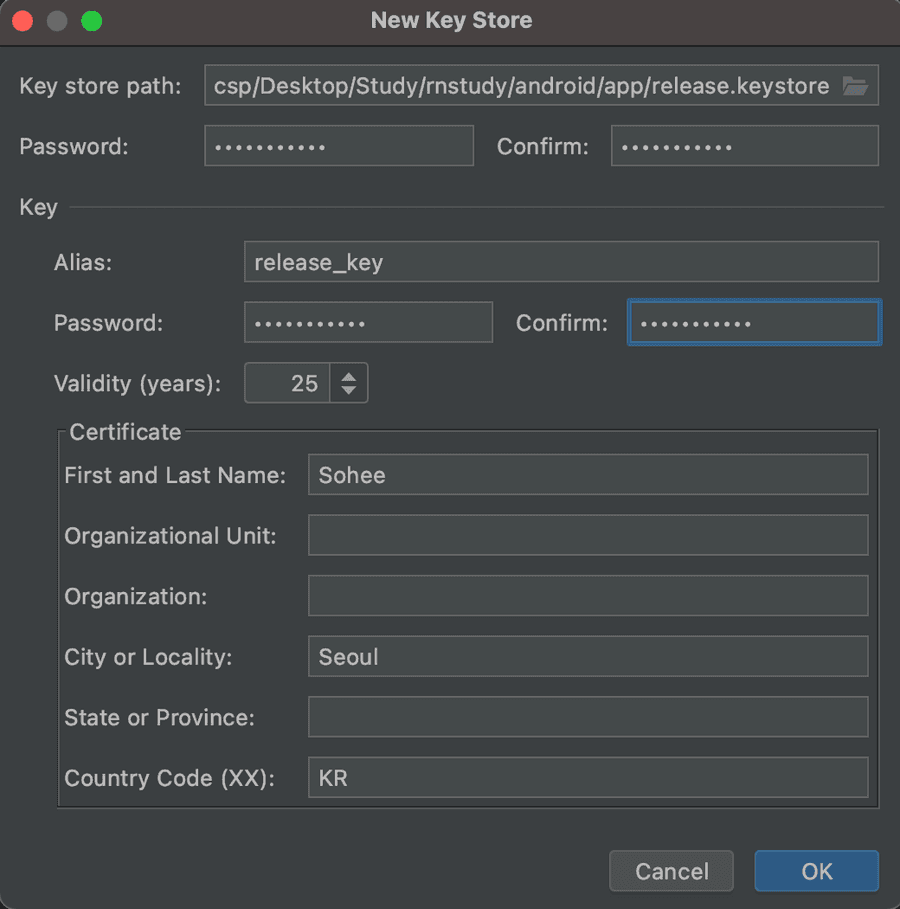 New Key Store
Key store path: csp/Desktop/Study/rnstudy/android/app/release.keystore
Password: ••••••••••• Confirm: •••••••••••
Key
Alias: release_key
Password: ••••••••••• Confirm: •••••••••••
Validity (years): 25
Certificate
First and Last Name: Sohee
Organizational Unit:
Organization:
City or Locality: Seoul
State or Province:
Country Code (XX): KR
Cancel OK